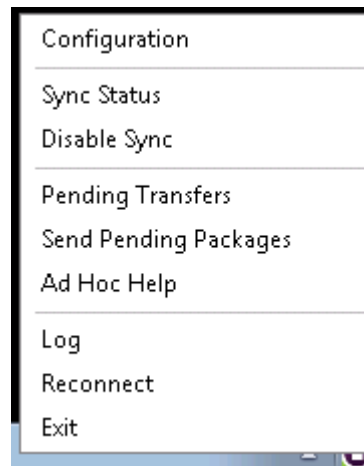 Configuration
Sync Status
Disable Sync
Pending Transfers
Send Pending Packages
Ad Hoc Help
Log
Reconnect
Exit